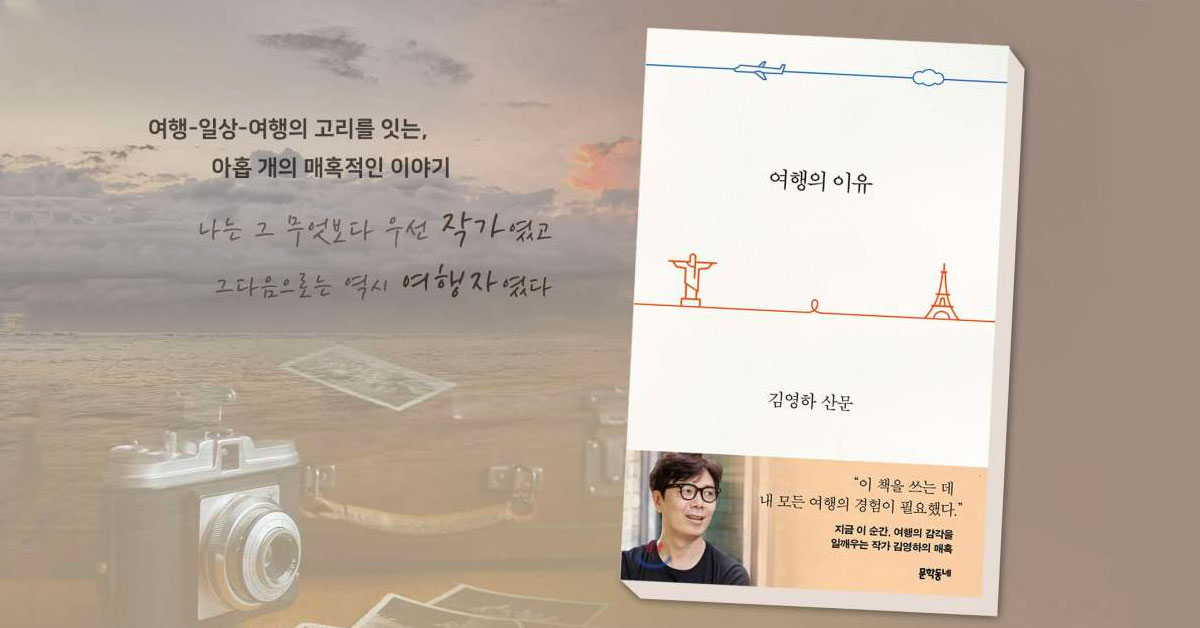 여행-일상-여행의 고리를 잇는,
아홉 개의 매혹적인 이야기
나는 그 무엇보다 우선 작가였고
그다음으로는 역시 여행자였다
여행의 이유
김영하 산문
“이 책을 쓰는 데
내 모든 여행의 경험이 필요했다.”
지금 이 순간, 여행의 감각을
일깨우는 작가 김영하의 매혹
문학동네